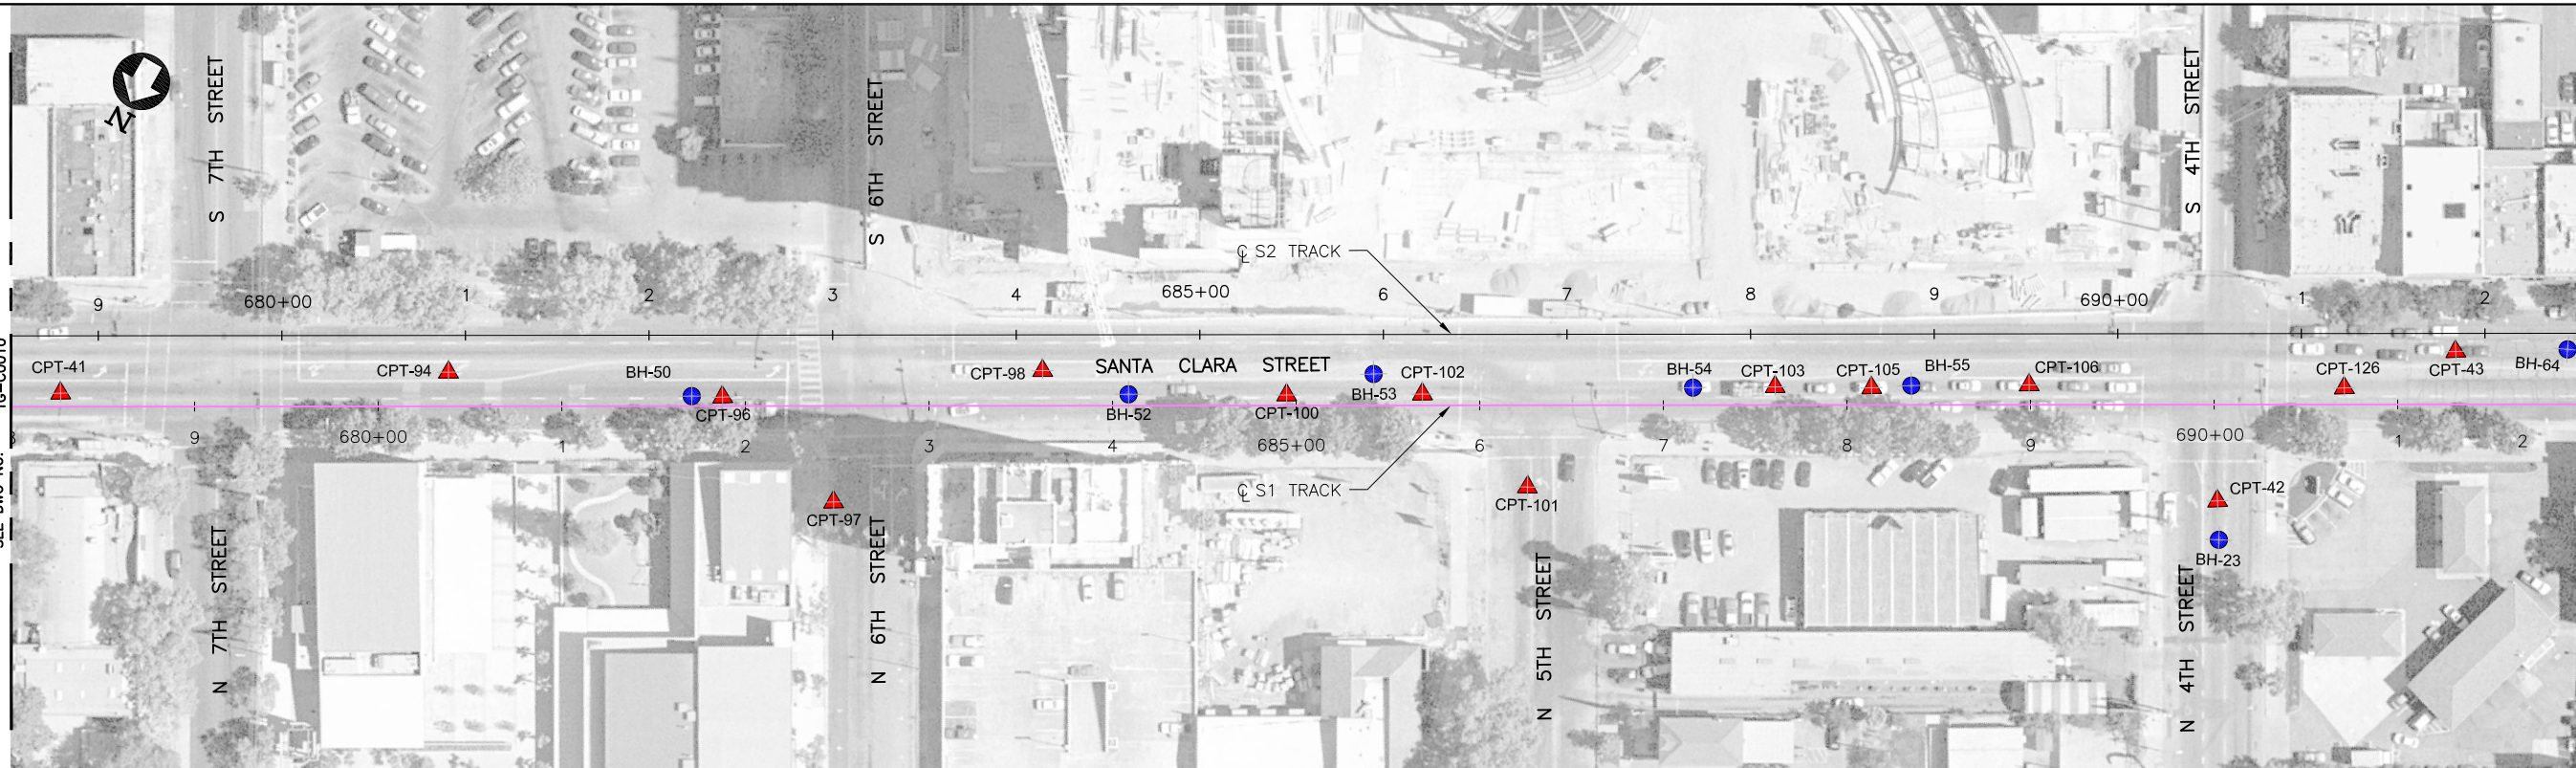 N
S 7TH STREET
S 6TH STREET
S 4TH STREET
℄ S2 TRACK
9 680+00 1 2 3 4 685+00 6 7 8 9 690+00 1 2
CPT-41
CPT-94
BH-50
CPT-96
CPT-98
SANTA CLARA STREET
BH-52
CPT-100
BH-53
CPT-102
BH-54
CPT-103
CPT-105
BH-55
CPT-106
CPT-126
CPT-43
BH-64
9 680+00 1 2 3 4 685+00 6 7 8 9 690+00 1 2
℄ S1 TRACK
CPT-97
CPT-101
CPT-42
BH-23
N 7TH STREET
N 6TH STREET
N 5TH STREET
N 4TH STREET